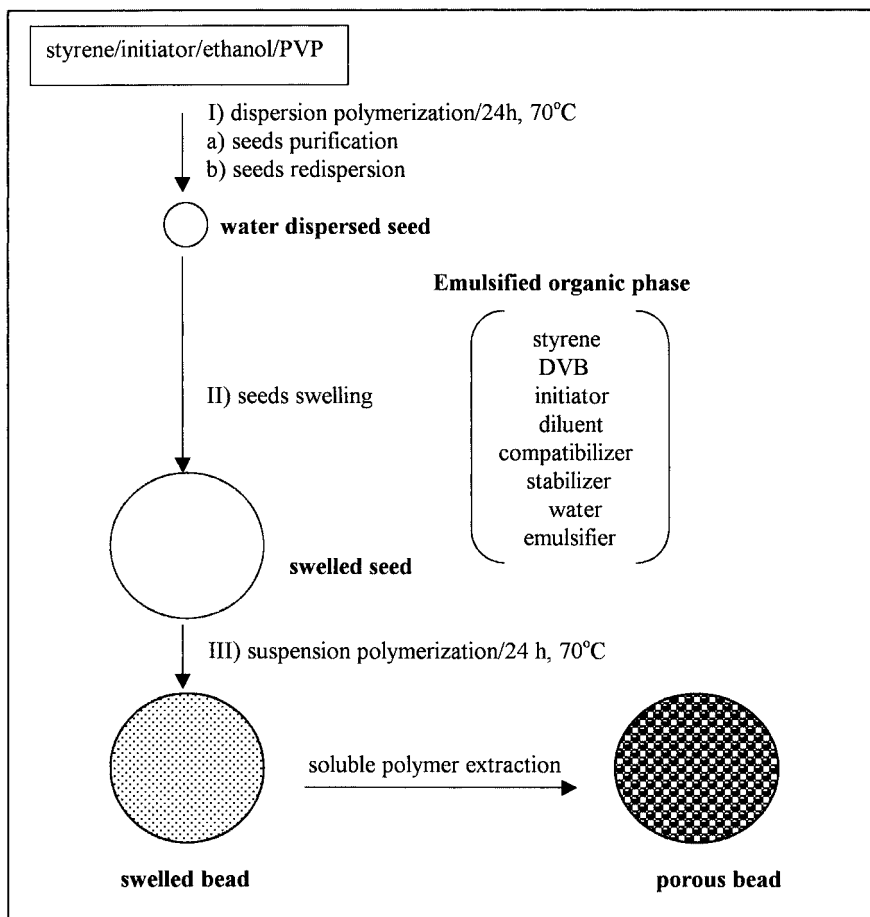 styrene/initiator/ethanol/PVP
I) dispersion polymerization/24h, 70°C
a) seeds purification
b) seeds redispersion
water dispersed seed
Emulsified organic phase
styrene
DVB
initiator
diluent
compatibilizer
stabilizer
water
emulsifier
II) seeds swelling
swelled seed
III) suspension polymerization/24 h, 70°C
soluble polymer extraction
swelled bead
porous bead